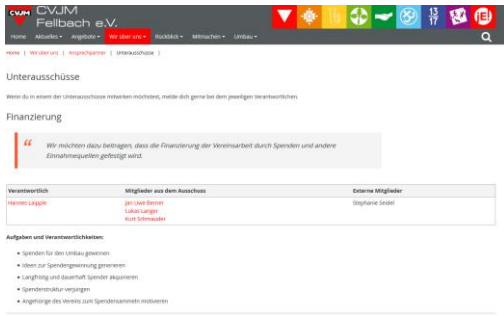 CVJM
CVJM
Fellbach e.V.
13
17
jE!
Home Aktuelles Angebote Wir über uns Rückblick Mitmachen Umbau
Home | Wir über uns | Ansprechpartner | Unterausschüsse |
Unterausschüsse
Wenn du in einem der Unterausschüsse mitwirken möchtest, melde dich gerne bei dem jeweiligen Verantwortlichen.
Finanzierung
“ Wir möchten dazu beitragen, dass die Finanzierung der Vereinsarbeit durch Spenden und andere
Einnahmequellen gefestigt wird.
Verantwortlich Mitglieder aus dem Ausschuss Externe Mitglieder
Hannes Laipple Jan Uwe Berner Stephanie Seidel
Lukas Langer
Kurt Schmauder
Aufgaben und Verantwortlichkeiten:
Spenden für den Umbau gewinnen
Ideen zur Spendengewinnung generieren
Langfristig und dauerhaft Spender akquirieren
Spenderstruktur verjüngen
Angehörige des Vereins zum Spendensammeln motivieren